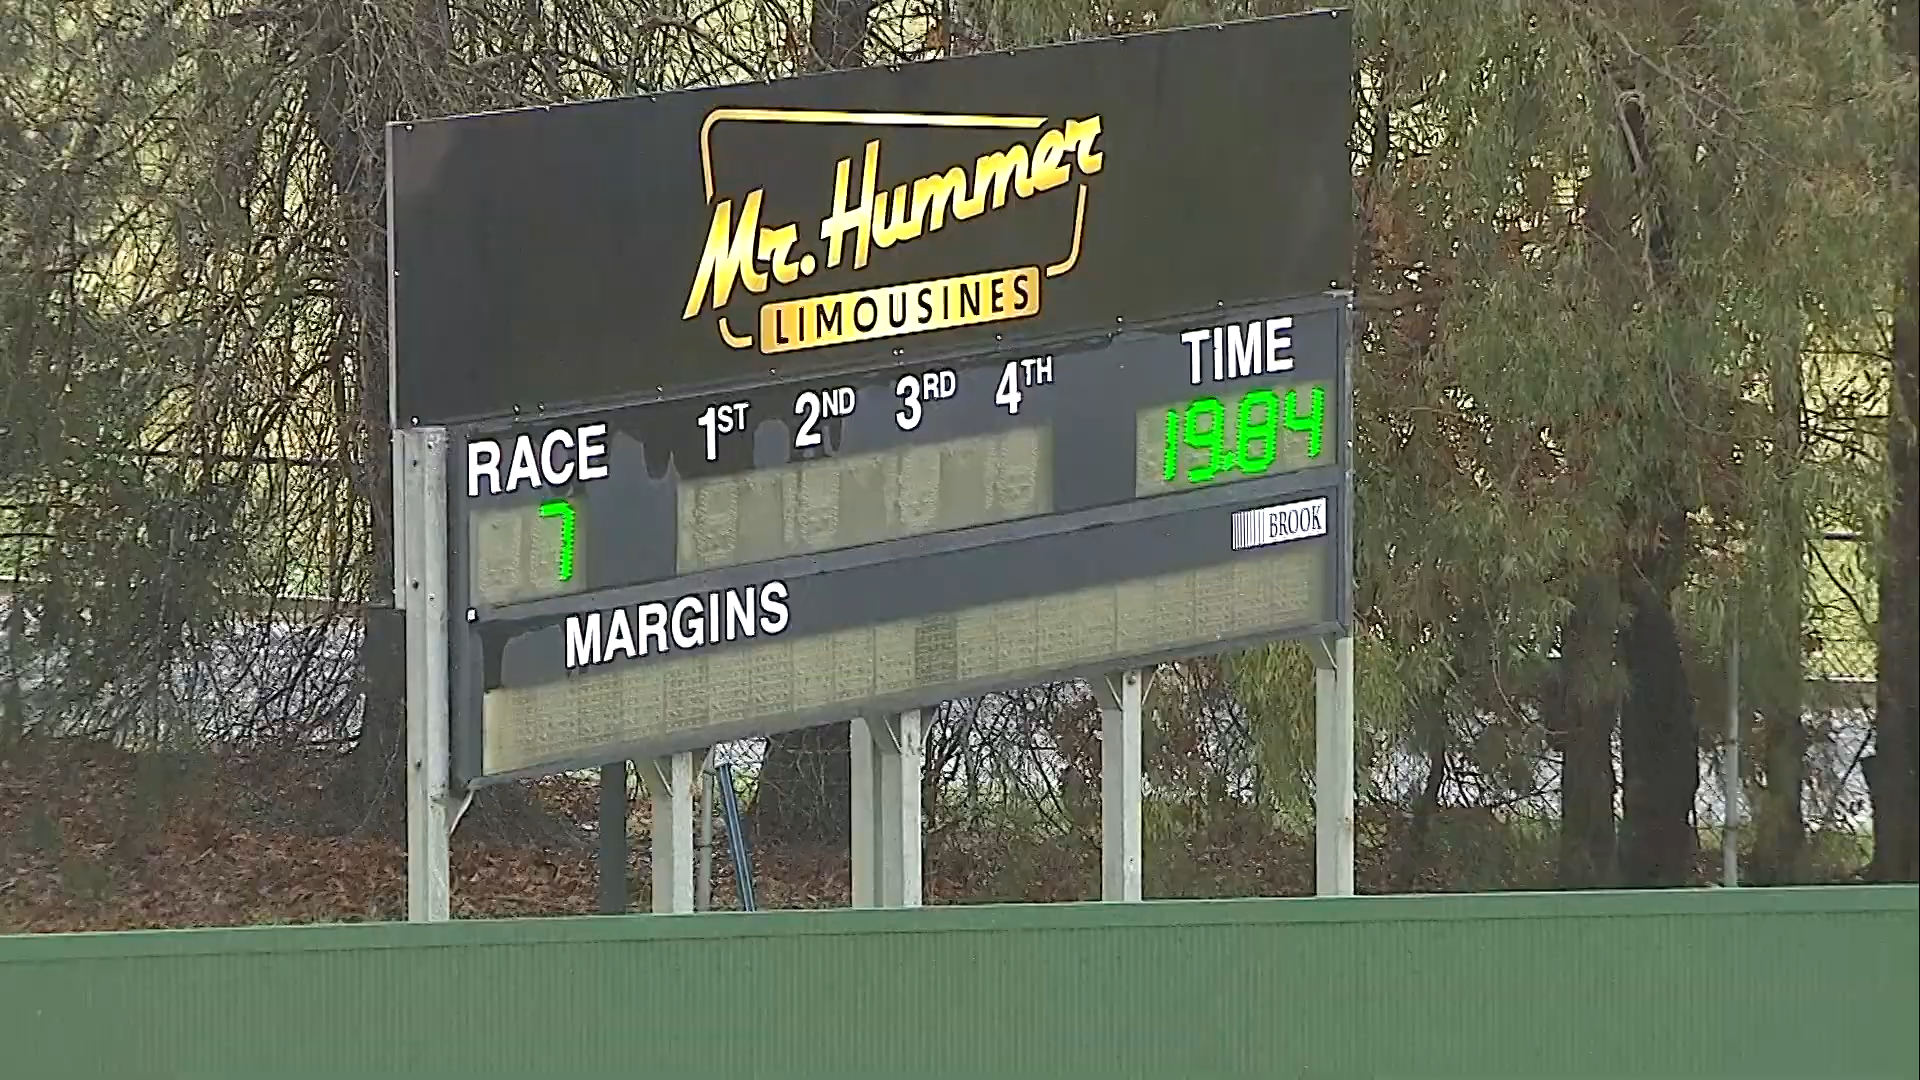 Mr. Hummer
LIMOUSINES
RACE 1ST 2ND 3RD 4TH TIME
7 19.84
BROOK
MARGINS